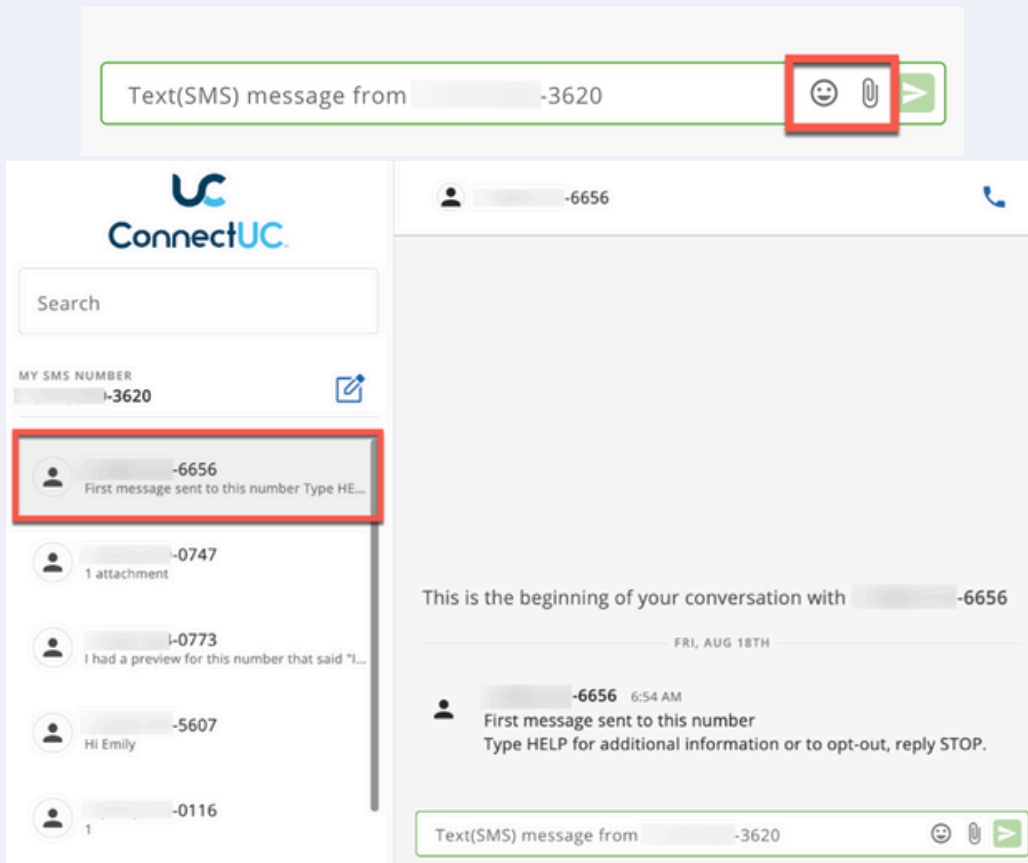 Text(SMS) message from -3620
UC
ConnectUC
Search
MY SMS NUMBER
-3620
-6656
First message sent to this number Type HE...
-0747
1 attachment
-0773
I had a preview for this number that said "I...
-5607
Hi Emily
-0116
1
-6656
This is the beginning of your conversation with -6656
FRI, AUG 18TH
-6656 6:54 AM
First message sent to this number
Type HELP for additional information or to opt-out, reply STOP.
Text(SMS) message from -3620